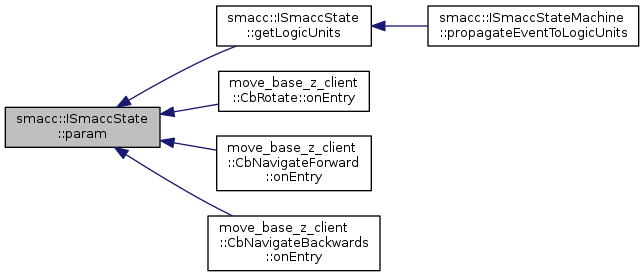 smacc::ISmaccState
::param
smacc::ISmaccState
::getLogicUnits
smacc::ISmaccStateMachine
::propagateEventToLogicUnits
move_base_z_client
::CbRotate::onEntry
move_base_z_client
::CbNavigateForward
::onEntry
move_base_z_client
::CbNavigateBackwards
::onEntry